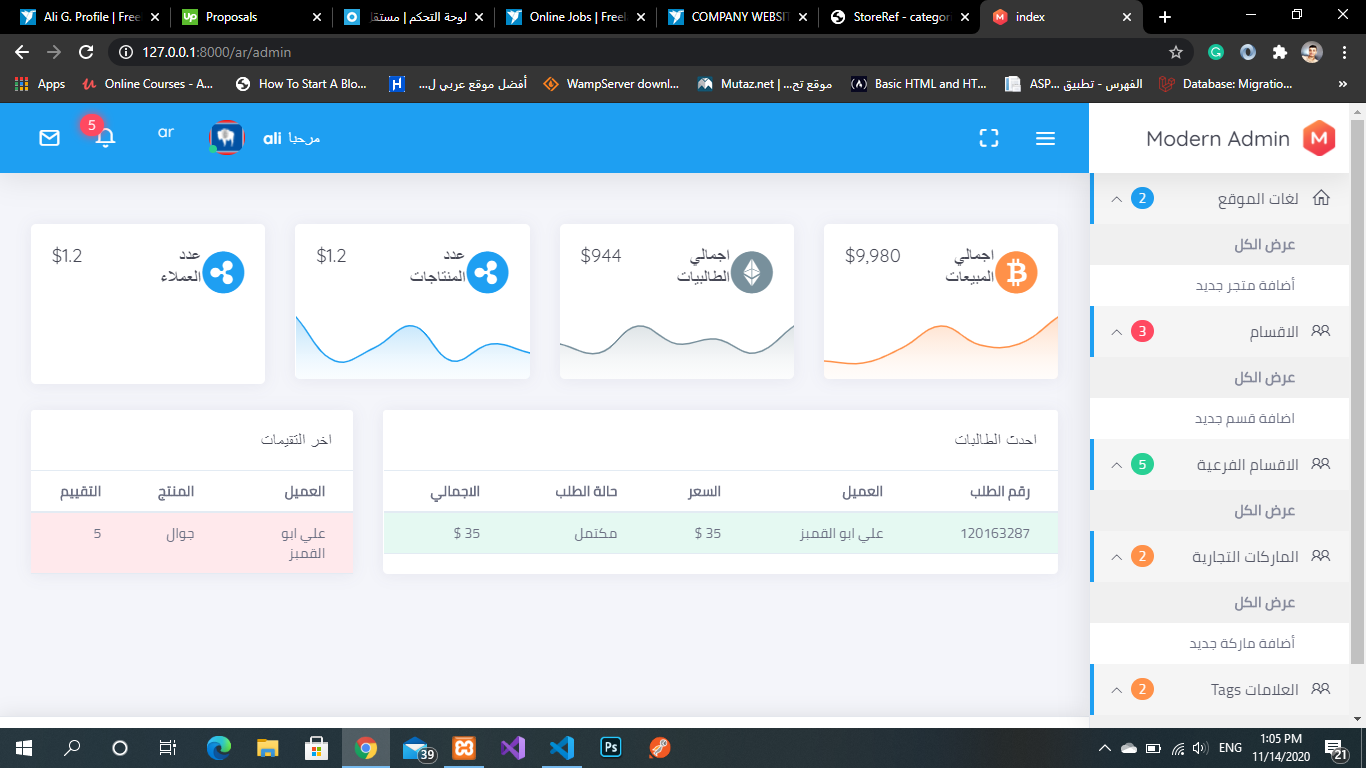 Ali G. Profile | Free
Proposals
لوحة التحكم | مستقل
Online Jobs | Freel
COMPANY WEBSIT
StoreRef - categori
index
127.0.0.1:8000/ar/admin
Apps
Online Courses - A...
How To Start A Blo...
أفضل موقع عربي ل...
WampServer downl...
Mutaz.net | موقع تح...
Basic HTML and HT...
الفهرس - تطبيق ASP...
Database: Migratio...
»
Modern Admin
M
مرحبا ali
ar
5
لغات الموقع 2
عرض الكل
أضافة متجر جديد
الاقسام 3
عرض الكل
اضافة قسم جديد
الاقسام الفرعية 5
عرض الكل
الماركات التجارية 2
عرض الكل
أضافة ماركة جديد
العلامات Tags 2
اجمالي
المبيعات
$9,980
اجمالي
الطالبيات
$944
عدد
المنتاجات
$1.2
عدد
العملاء
$1.2
احدث الطالبات
رقم الطلب العميل السعر حالة الطلب الاجمالي
120163287 علي ابو القمبز 35 $ مكتمل 35 $
اخر التقيمات
العميل المنتج التقييم
علي ابو القمبز جوال 5
39
Ps
ENG
1:05 PM
11/14/2020
21